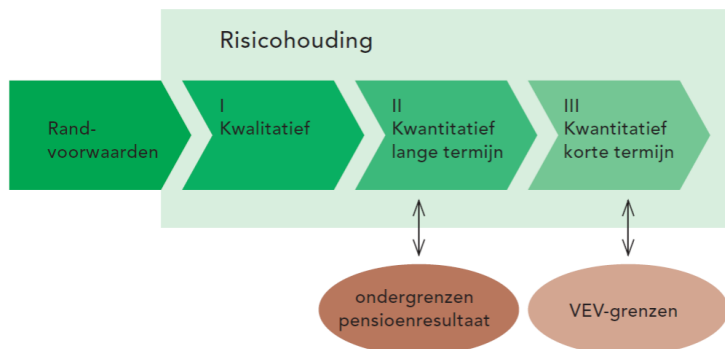 Risicohouding
Rand-
voorwaarden
I
Kwalitatief
II
Kwantitatief
lange termijn
III
Kwantitatief
korte termijn
ondergrenzen
pensioenresultaat
VEV-grenzen